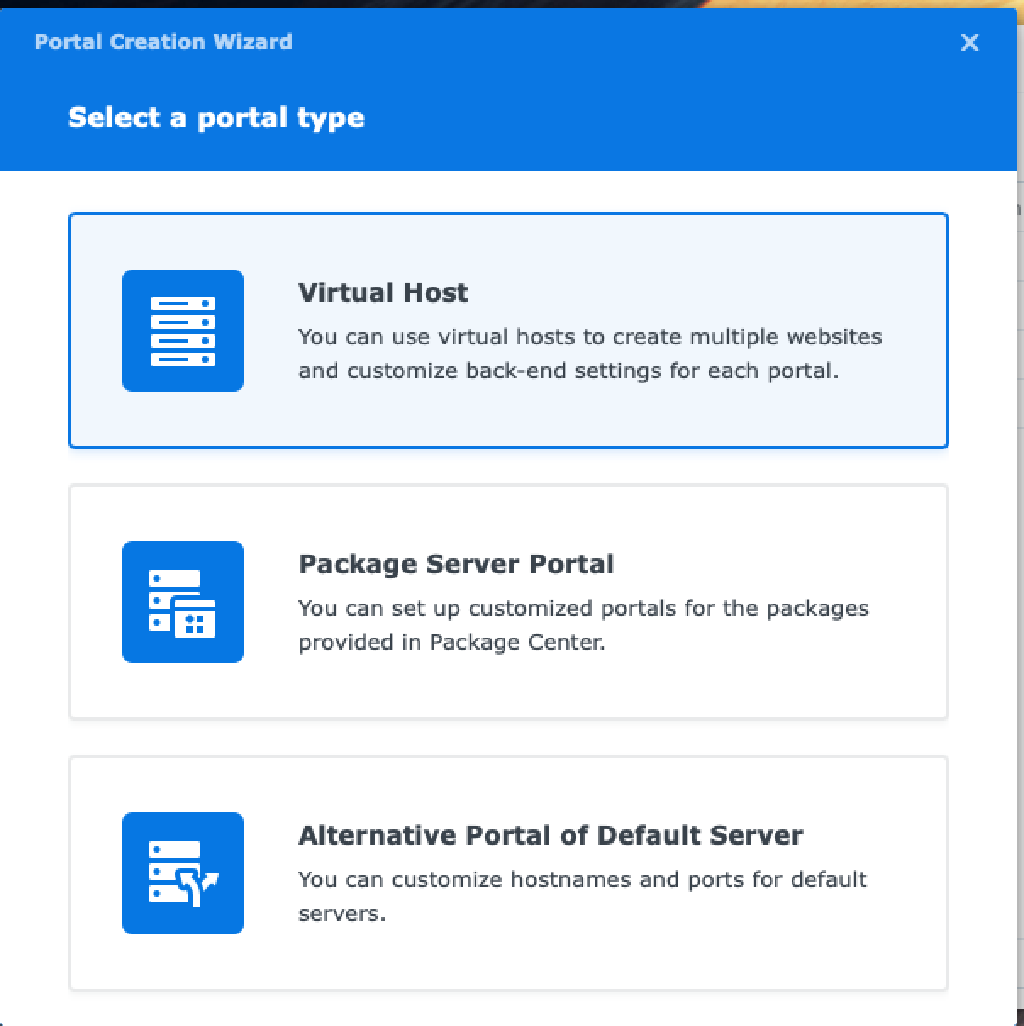 Portal Creation Wizard
Select a portal type
Virtual Host
You can use virtual hosts to create multiple websites
and customize back-end settings for each portal.
Package Server Portal
You can set up customized portals for the packages
provided in Package Center.
Alternative Portal of Default Server
You can customize hostnames and ports for default
servers.